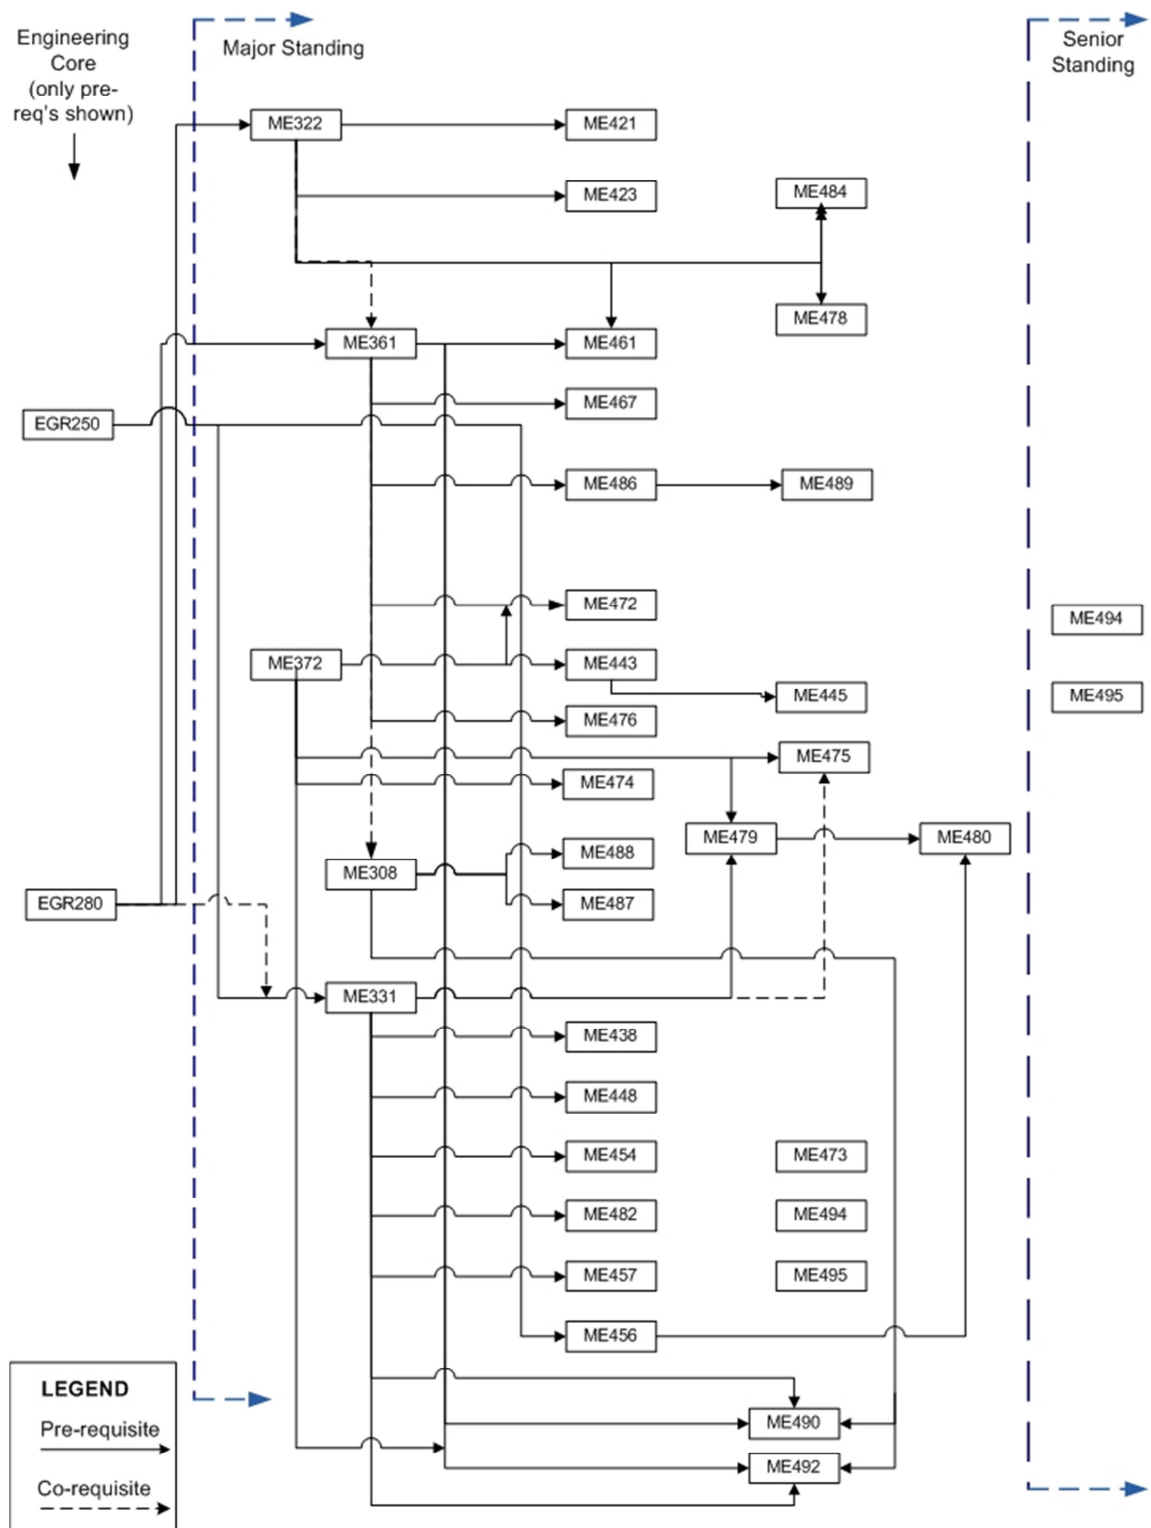 Engineering
Core
(only pre-
req's shown)
Major Standing
Senior
Standing
ME322
ME421
ME423
ME484
ME478
ME361
ME461
ME467
EGR250
ME486
ME489
ME472
ME494
ME372
ME443
ME445
ME495
ME476
ME475
ME474
ME479
ME480
ME488
ME308
ME487
EGR280
ME331
ME438
ME448
ME454
ME473
ME482
ME494
ME457
ME495
ME456
LEGEND
Pre-requisite
Co-requisite
ME490
ME492